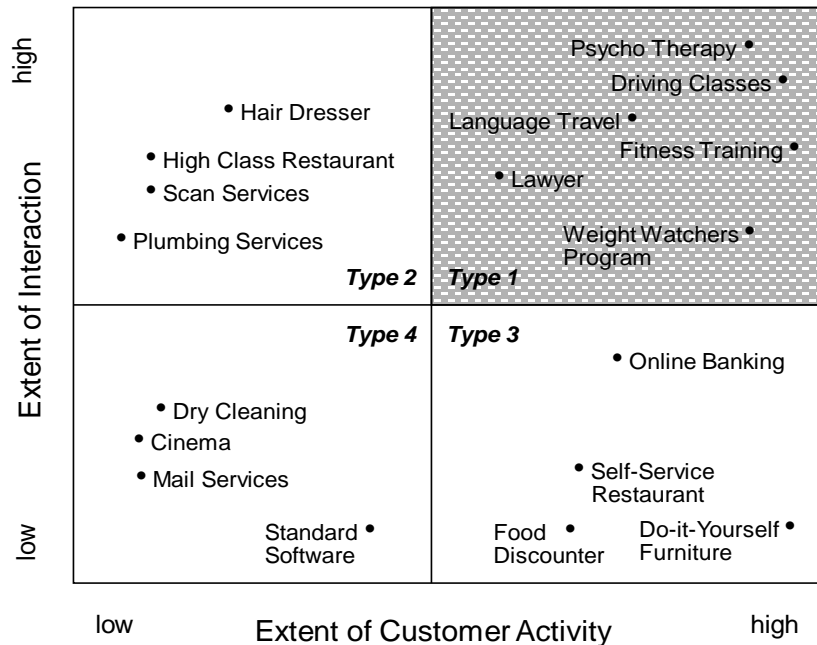 high
Extent of Interaction
low
Hair Dresser
High Class Restaurant
Scan Services
Plumbing Services
Type 2
Psycho Therapy
Driving Classes
Language Travel
Fitness Training
Lawyer
Weight Watchers
Program
Type 1
Type 4
Dry Cleaning
Cinema
Mail Services
Standard
Software
Type 3
Online Banking
Self-Service
Restaurant
Food
Discounter
Do-it-Yourself
Furniture
low
Extent of Customer Activity
high